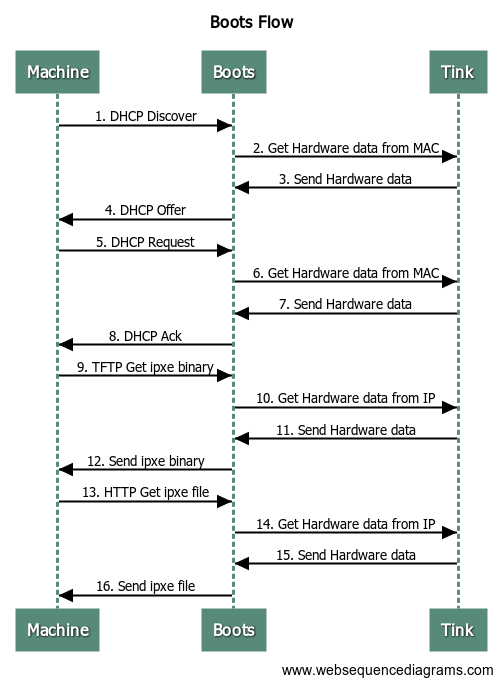 Boots Flow
Machine Boots Tink
1. DHCP Discover
2. Get Hardware data from MAC
3. Send Hardware data
4. DHCP Offer
5. DHCP Request
6. Get Hardware data from MAC
7. Send Hardware data
8. DHCP Ack
9. TFTP Get ipxe binary
10. Get Hardware data from IP
11. Send Hardware data
12. Send ipxe binary
13. HTTP Get ipxe file
14. Get Hardware data from IP
15. Send Hardware data
16. Send ipxe file
Machine Boots Tink
www.websequencediagrams.com